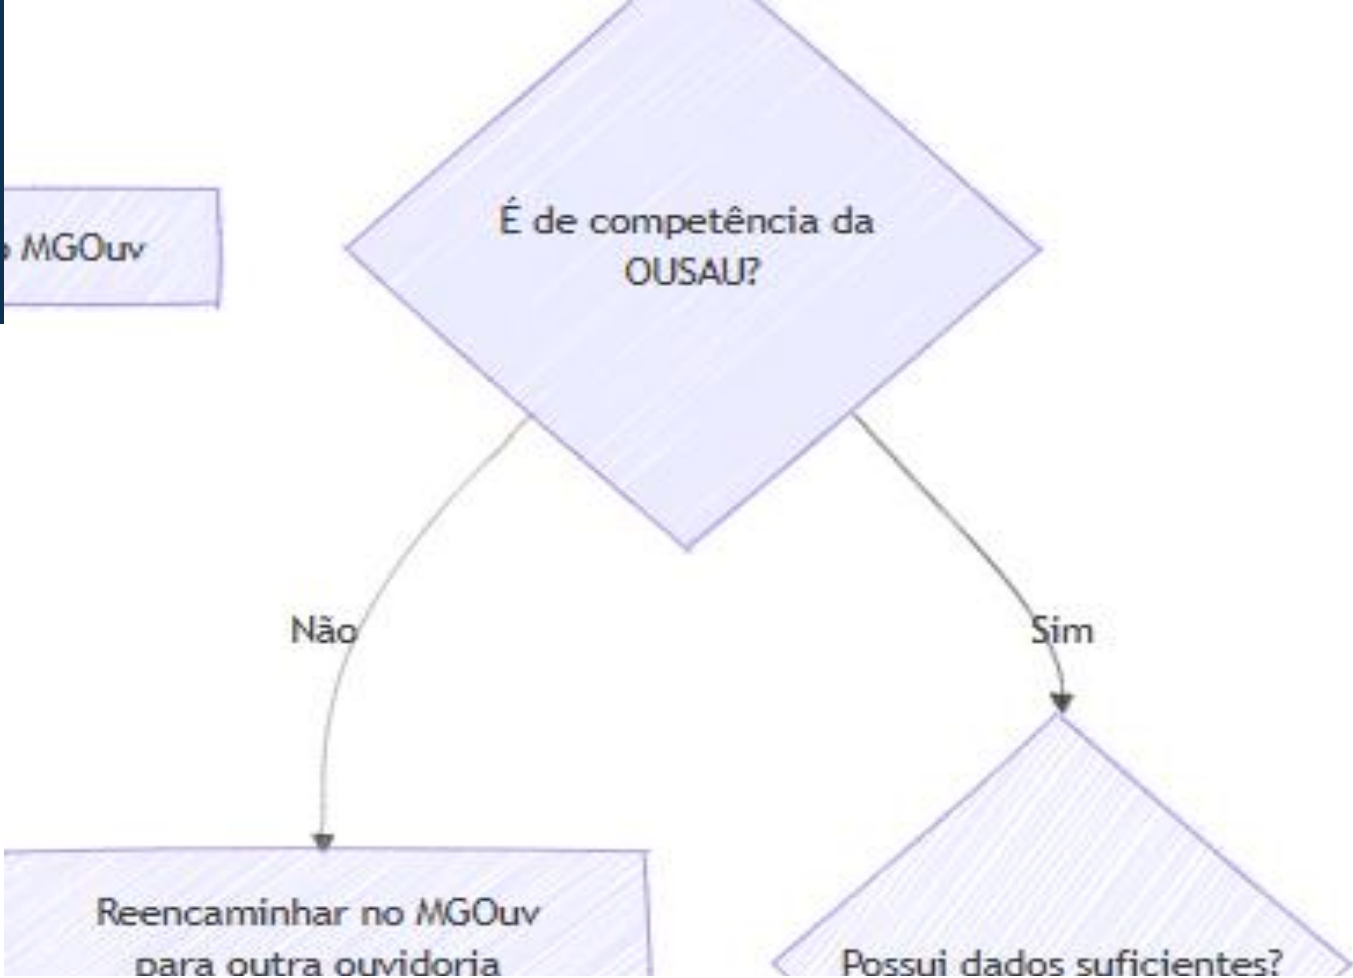 É de competência da
OUSAU?
MGOuv
Não
Sim
Reencaminhar no MGOuv
para outra ouvidoria
Possui dados suficientes?